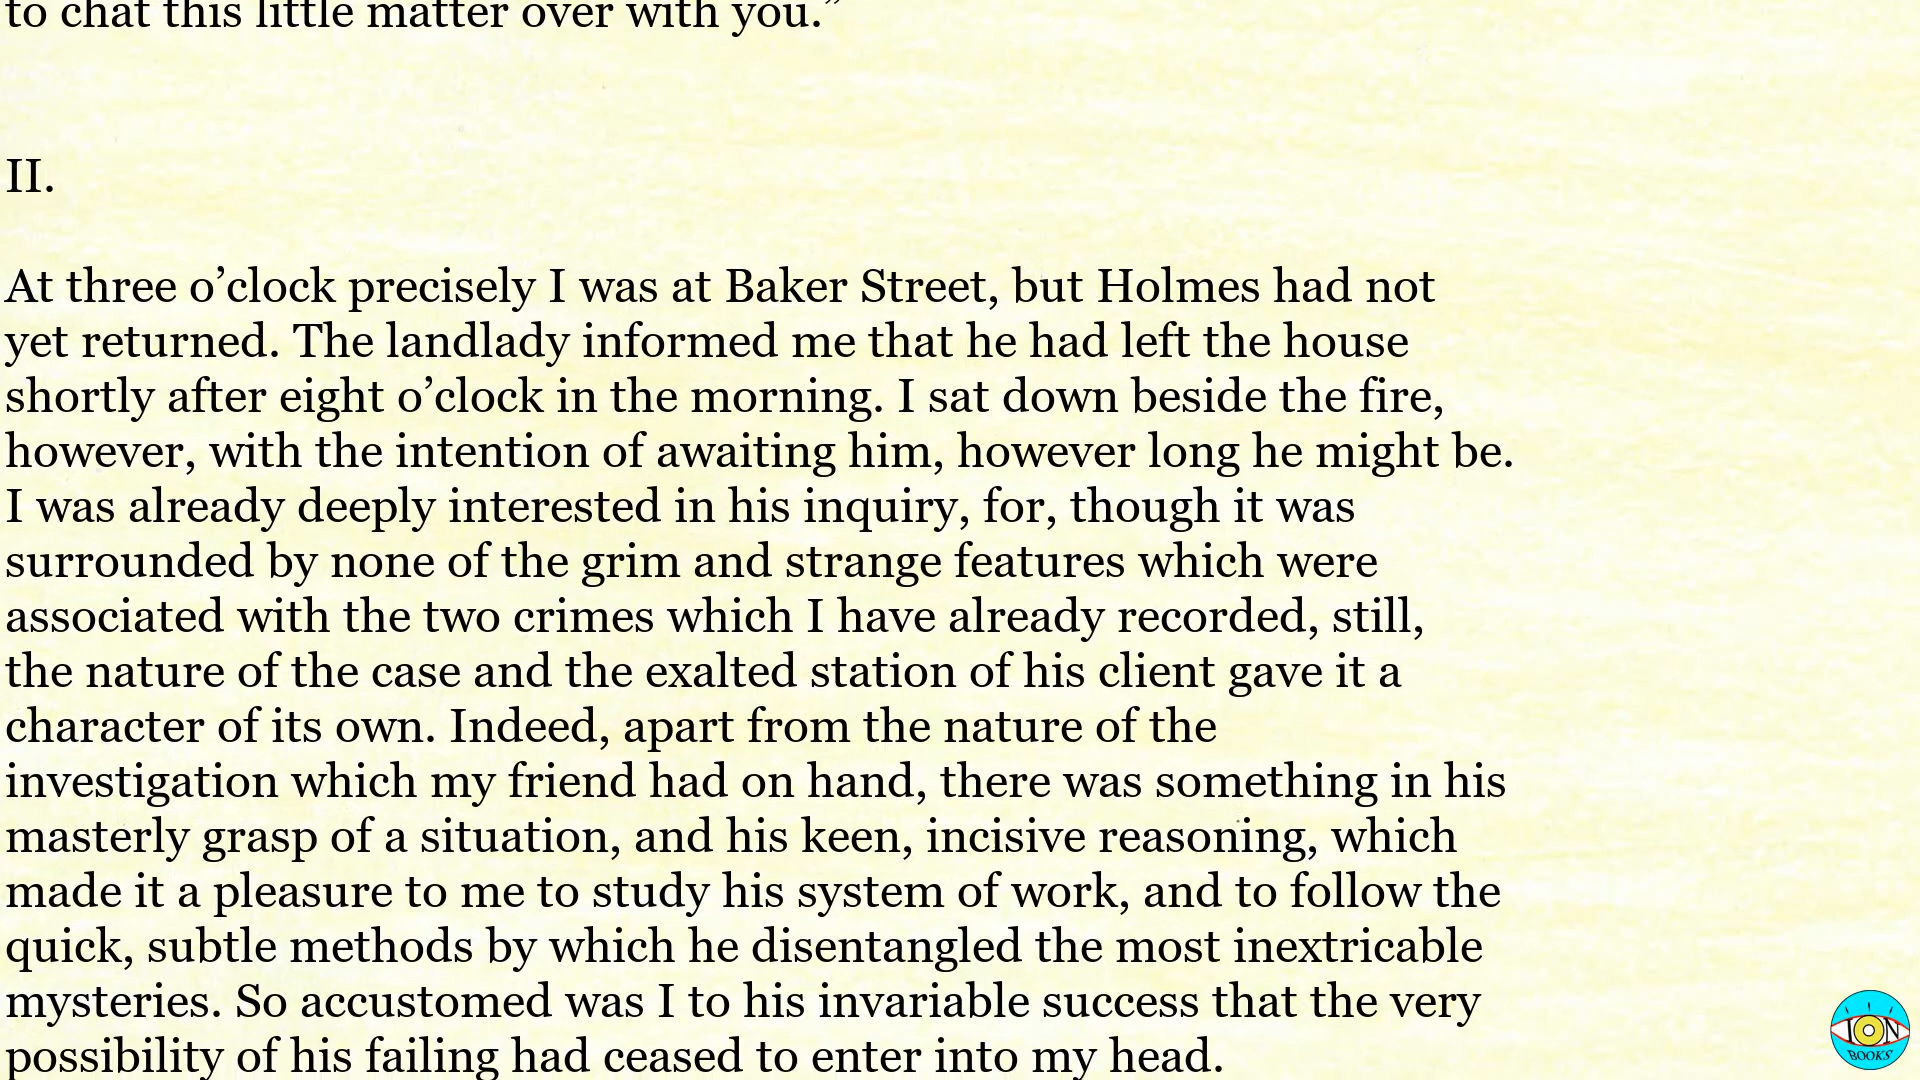 to chat this little matter over with you.”
II.
At three o’clock precisely I was at Baker Street, but Holmes had not
yet returned. The landlady informed me that he had left the house
shortly after eight o’clock in the morning. I sat down beside the fire,
however, with the intention of awaiting him, however long he might be.
I was already deeply interested in his inquiry, for, though it was
surrounded by none of the grim and strange features which were
associated with the two crimes which I have already recorded, still,
the nature of the case and the exalted station of his client gave it a
character of its own. Indeed, apart from the nature of the
investigation which my friend had on hand, there was something in his
masterly grasp of a situation, and his keen, incisive reasoning, which
made it a pleasure to me to study his system of work, and to follow the
quick, subtle methods by which he disentangled the most inextricable
mysteries. So accustomed was I to his invariable success that the very
possibility of his failing had ceased to enter into my head.
ION
BOOKS